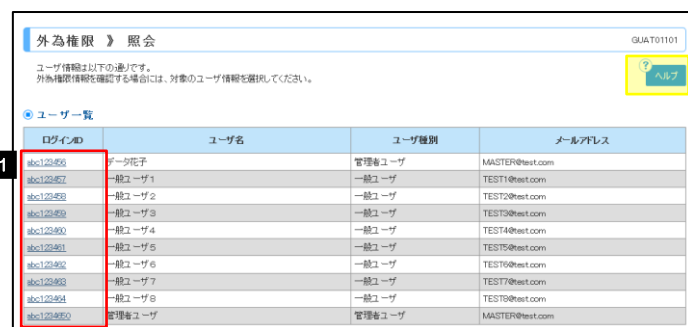 外為権限 》 照会
GUAT01101
ユーザ情報は以下の通りです。
外為権限情報を確認する場合には、対象のユーザ情報を選択してください。
?
ヘルプ
ユーザ一覧
ログインID ユーザ名 ユーザ種別 メールアドレス
1
abc123456 データ花子 管理者ユーザ MASTER@test.com
abc123457 一般ユーザ1 一般ユーザ TEST1@test.com
abc123458 一般ユーザ2 一般ユーザ TEST2@test.com
abc123459 一般ユーザ3 一般ユーザ TEST3@test.com
abc123460 一般ユーザ4 一般ユーザ TEST4@test.com
abc123461 一般ユーザ5 一般ユーザ TEST5@test.com
abc123462 一般ユーザ6 一般ユーザ TEST6@test.com
abc123463 一般ユーザ7 一般ユーザ TEST7@test.com
abc123464 一般ユーザ8 一般ユーザ TEST8@test.com
abc1234650 管理者ユーザ 管理者ユーザ MASTER@test.com